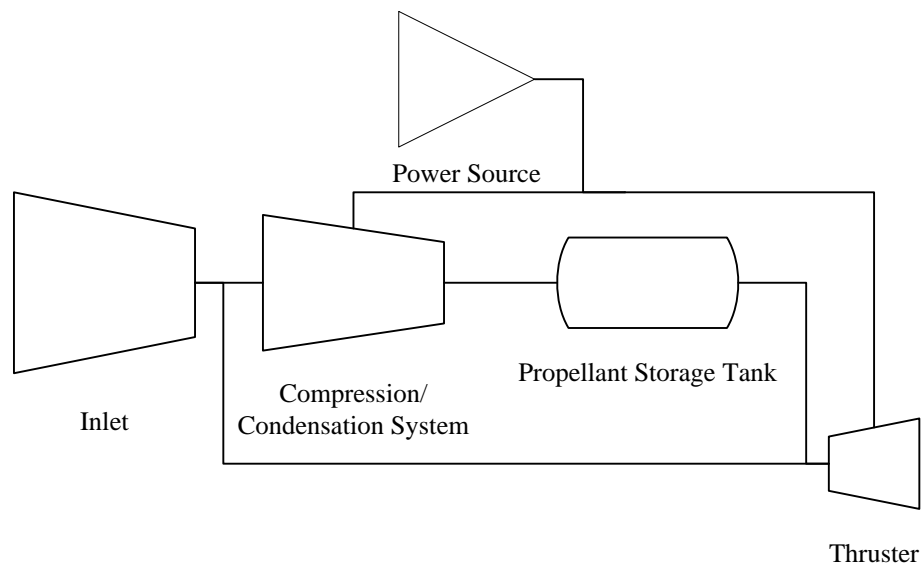 Power Source
Propellant Storage Tank
Compression/
Condensation System
Inlet
Thruster